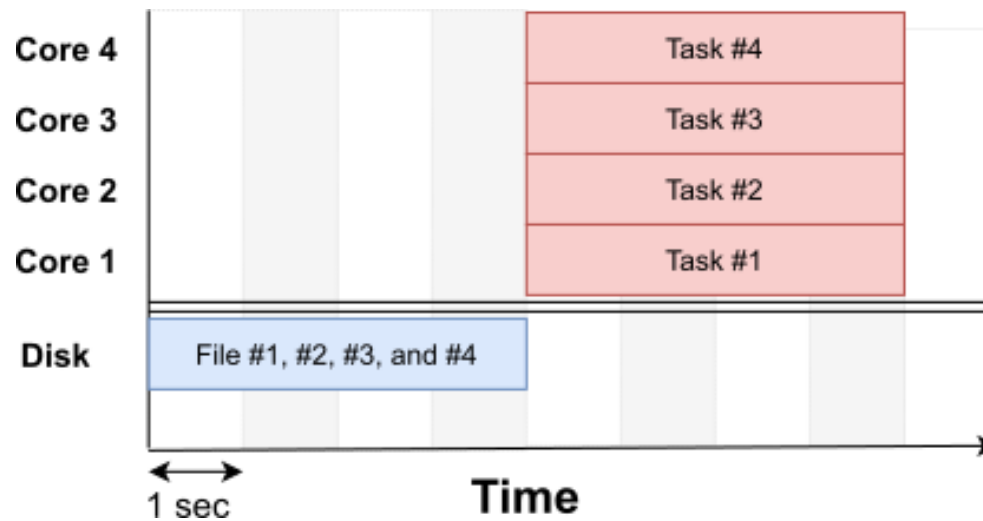 Core 4
Task #4
Core 3
Task #3
Core 2
Task #2
Core 1
Task #1
Disk
File #1, #2, #3, and #4
1 sec
Time